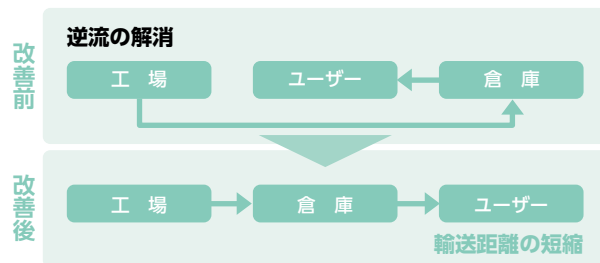 改善前
逆流の解消
工　場
ユーザー
倉　庫
改善後
工　場
倉　庫
ユーザー
輸送距離の短縮